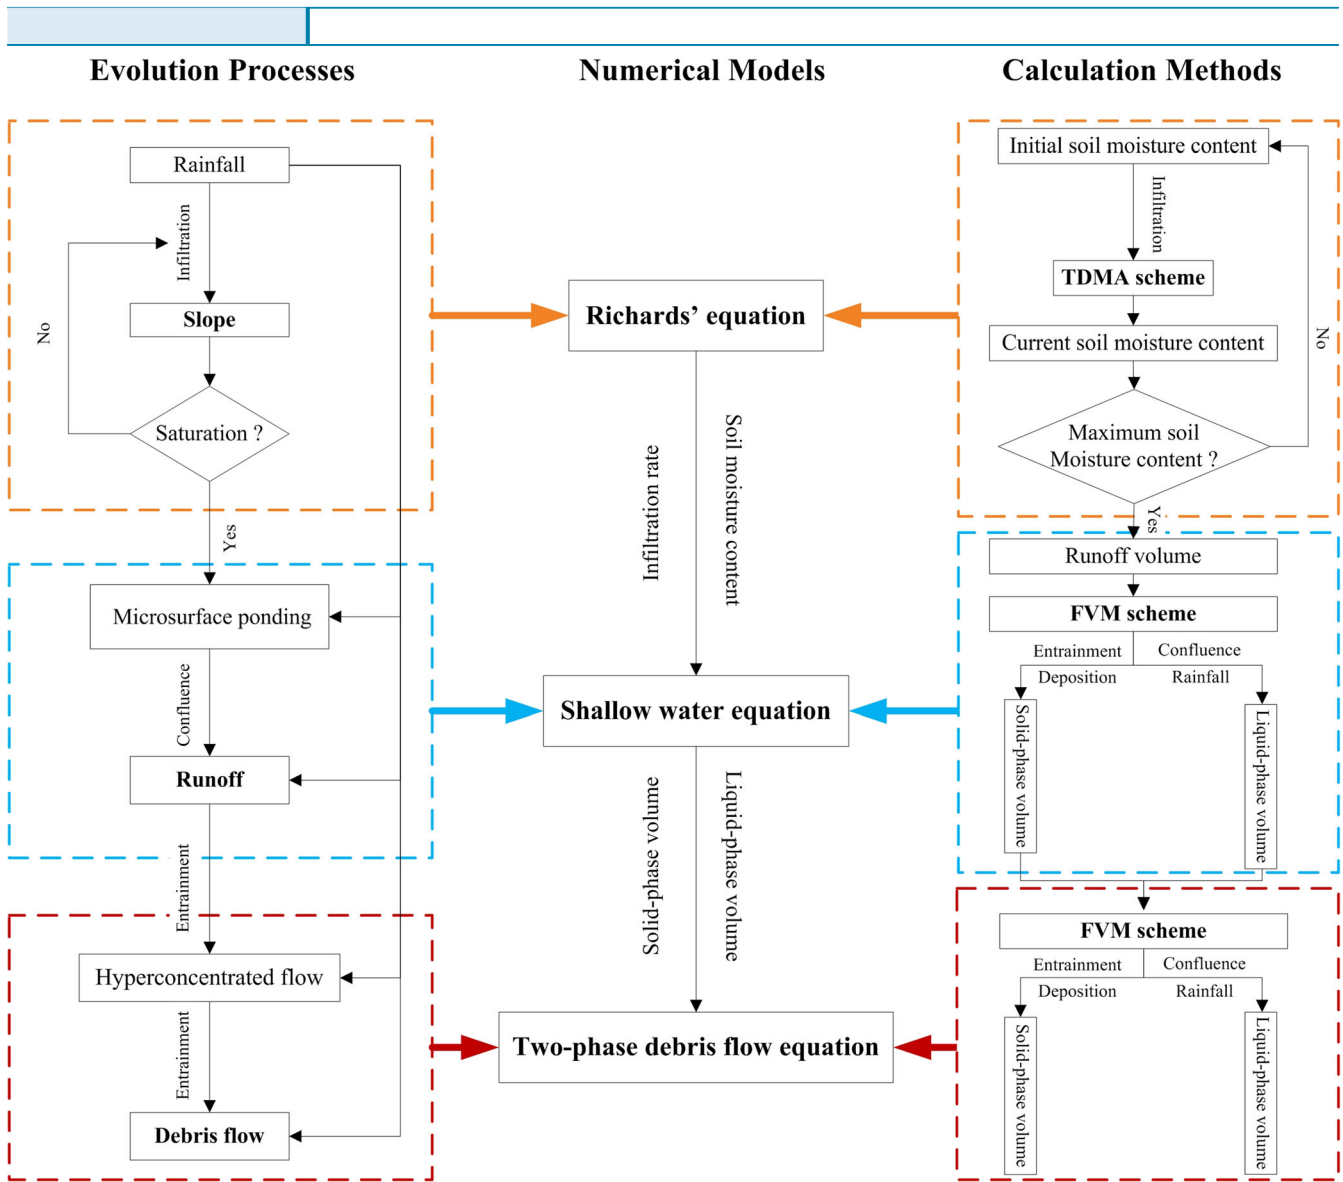 Evolution Processes
Numerical Models
Calculation Methods
Rainfall
Infiltration
Slope
No
Saturation ?
Yes
Microsurface ponding
Confluence
Runoff
Entrainment
Hyperconcentrated flow
Entrainment
Debris flow
Richards’ equation
Infiltration rate
Soil moisture content
Shallow water equation
Solid-phase volume
Liquid-phase volume
Two-phase debris flow equation
Initial soil moisture content
Infiltration
TDMA scheme
Current soil moisture content
No
Maximum soil
Moisture content ?
Yes
Runoff volume
FVM scheme
Entrainment
Confluence
Deposition
Rainfall
Solid-phase volume
Liquid-phase volume
FVM scheme
Entrainment
Confluence
Deposition
Rainfall
Solid-phase volume
Liquid-phase volume